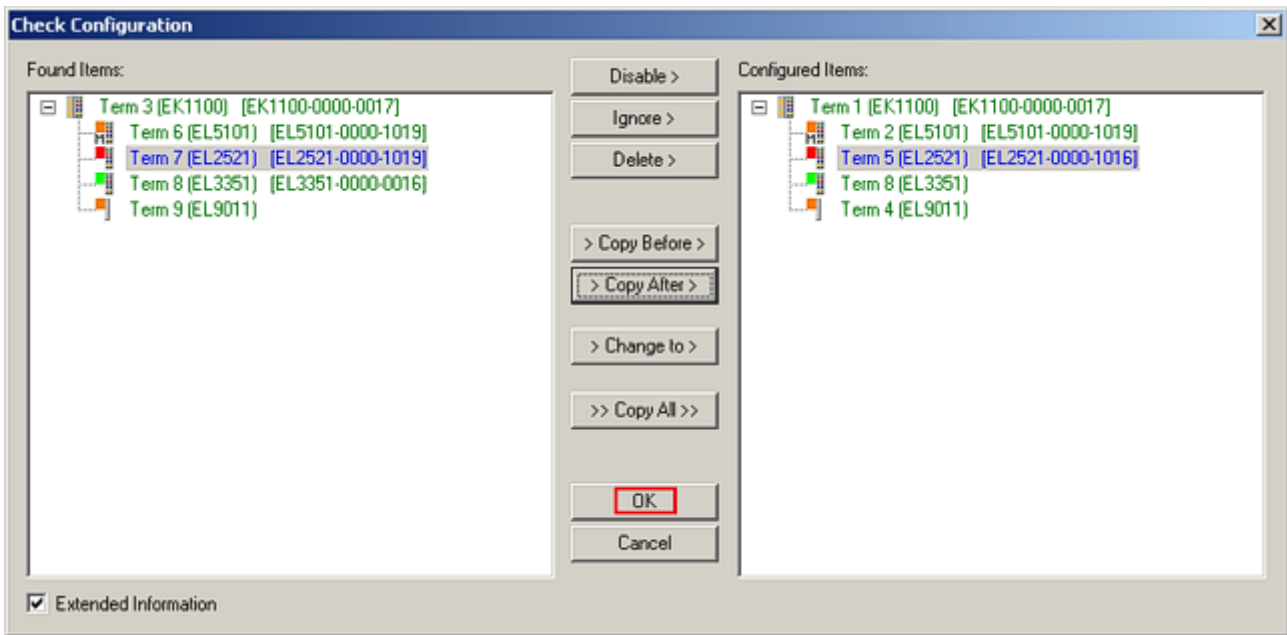 Check Configuration
Found Items:
Term 3 (EK1100) [EK1100-0000-0017]
Term 6 (EL5101) [EL5101-0000-1019]
Term 7 (EL2521) [EL2521-0000-1019]
Term 8 (EL3351) [EL3351-0000-0016]
Term 9 (EL9011)
Disable >
Ignore >
Delete >
> Copy Before >
> Copy After >
> Change to >
>> Copy All >>
OK
Cancel
Configured Items:
Term 1 (EK1100) [EK1100-0000-0017]
Term 2 (EL5101) [EL5101-0000-1019]
Term 5 (EL2521) [EL2521-0000-1016]
Term 8 (EL3351)
Term 4 (EL9011)
Extended Information